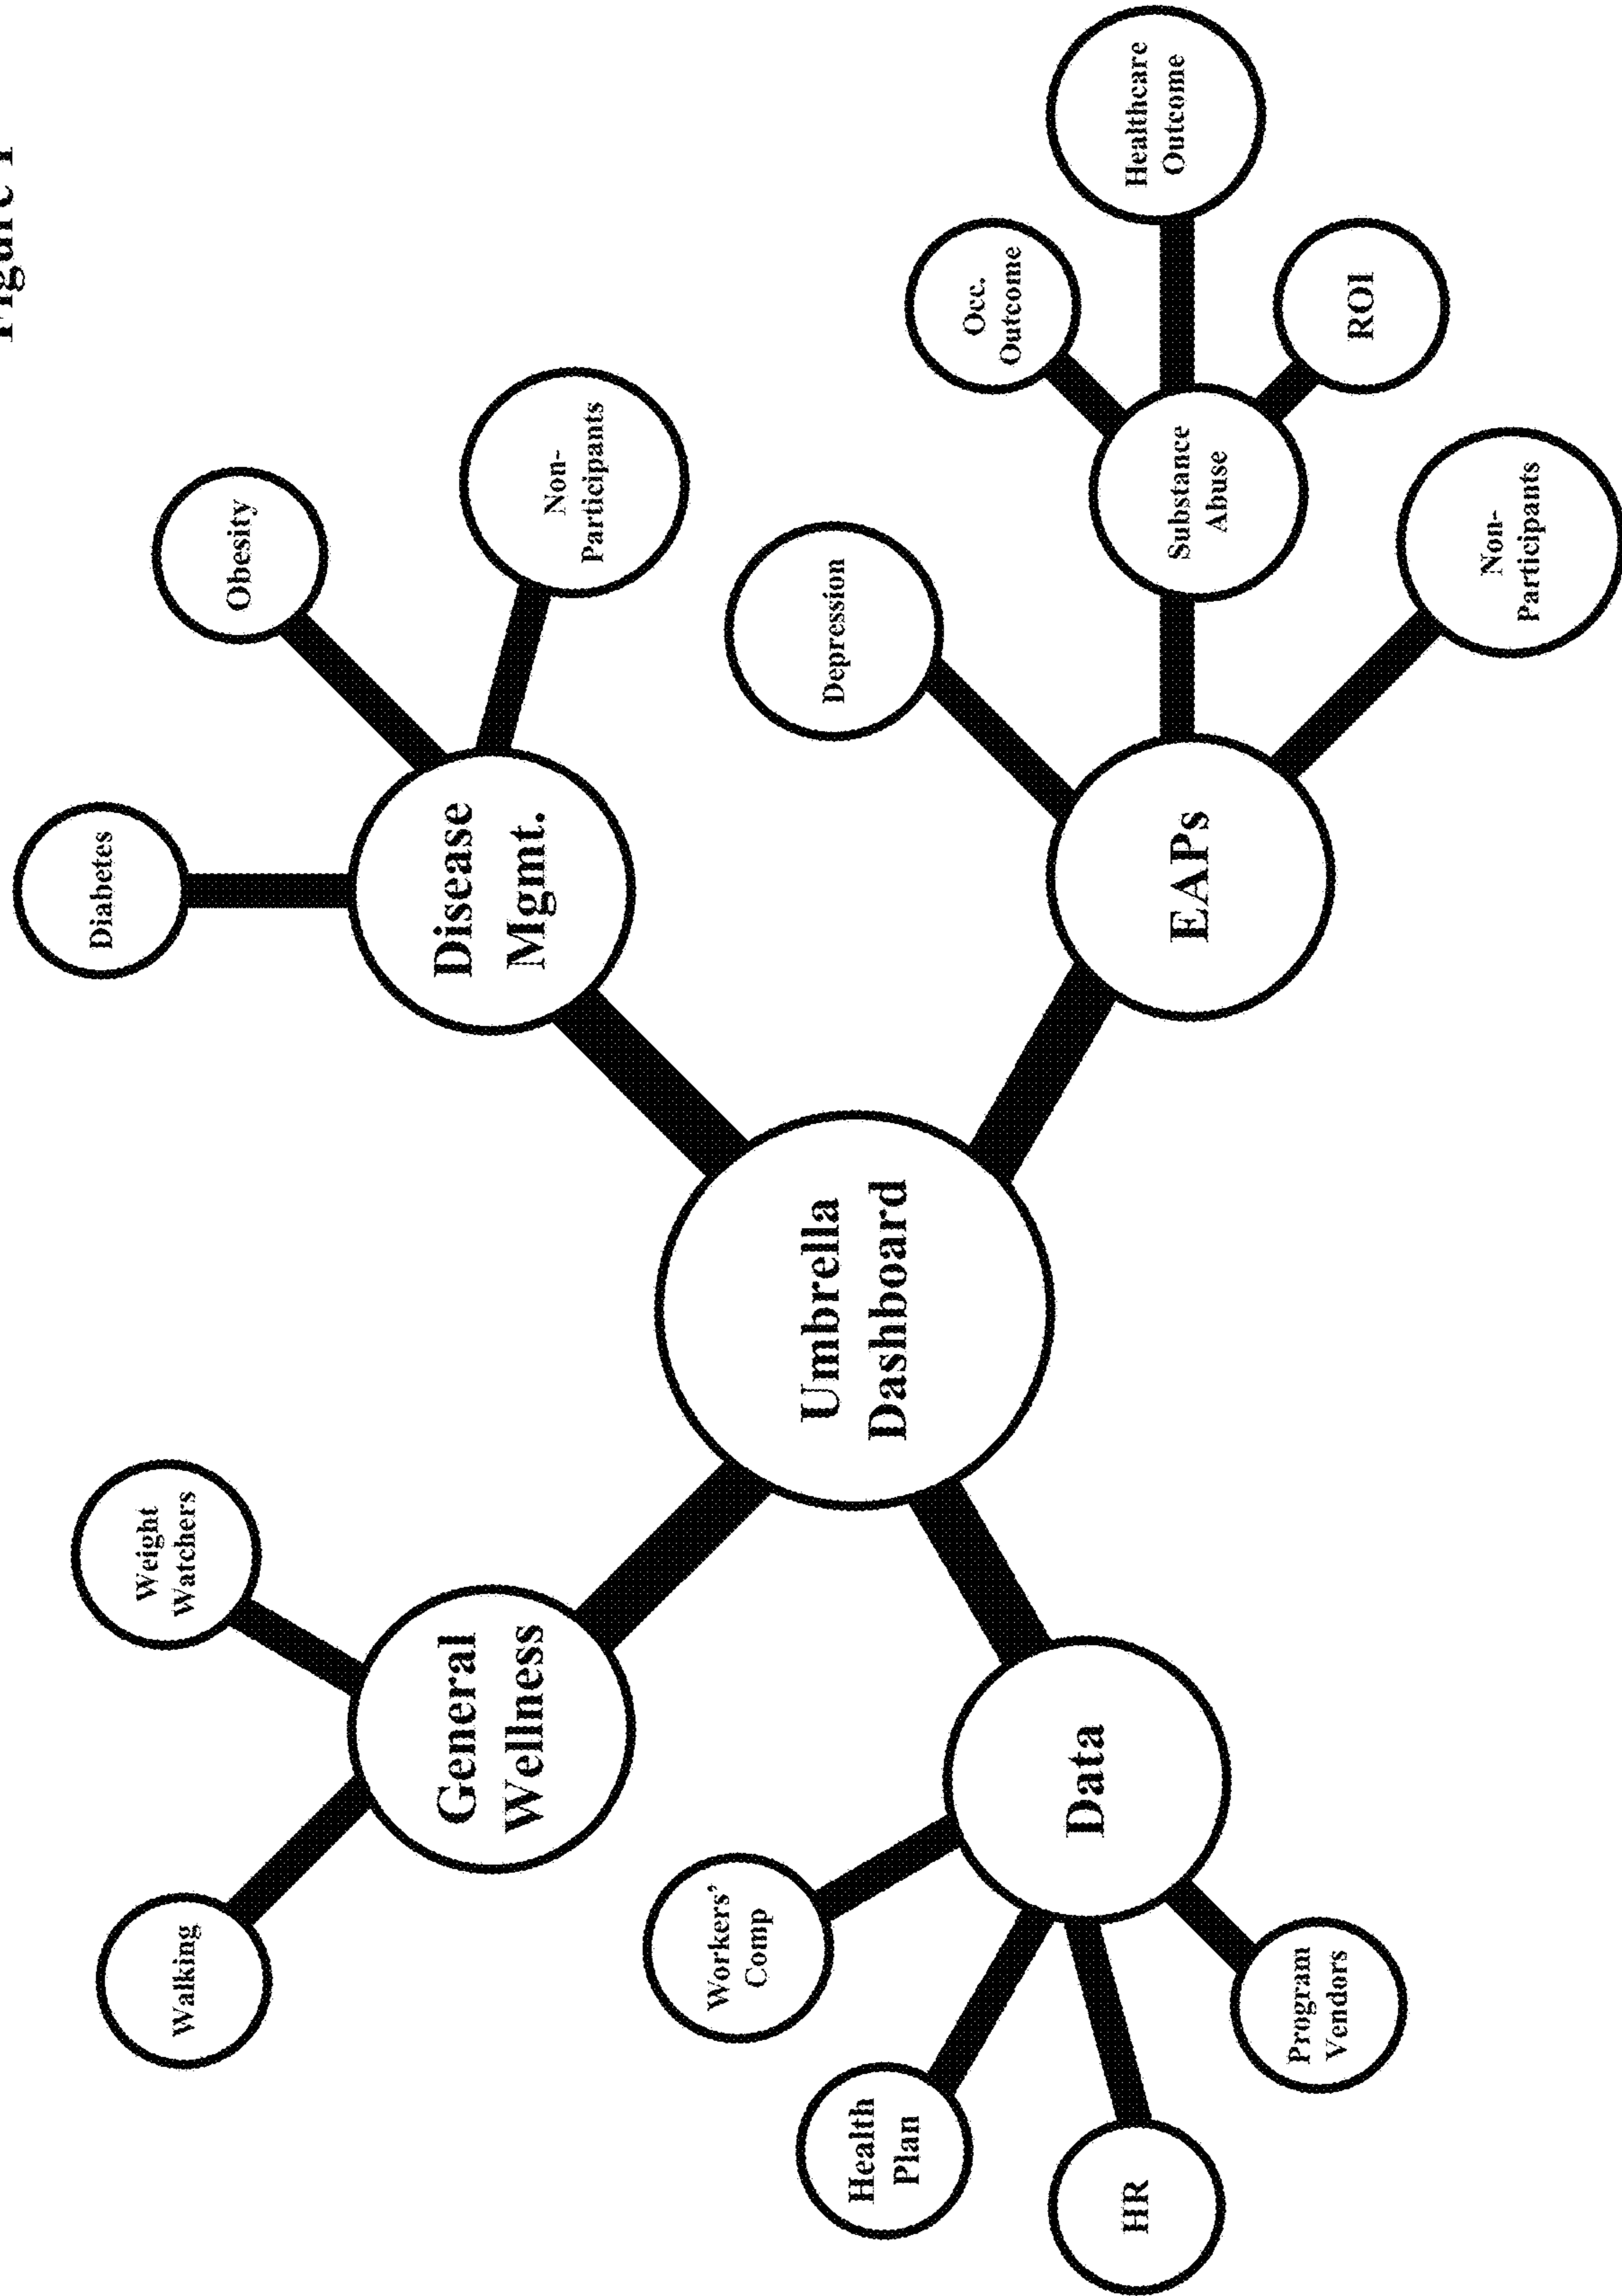 Figure 1
Walking
Weight
Watchers
General
Wellness
Diabetes
Obesity
Non-
Participants
Disease
Mgmt.
Umbrella
Dashboard
Workers’
Comp
Health
Plan
HR
Program
Vendors
Data
EAPs
Depression
Substance
Abuse
Occ.
Outcome
Healthcare
Outcome
ROI
Non-
Participants